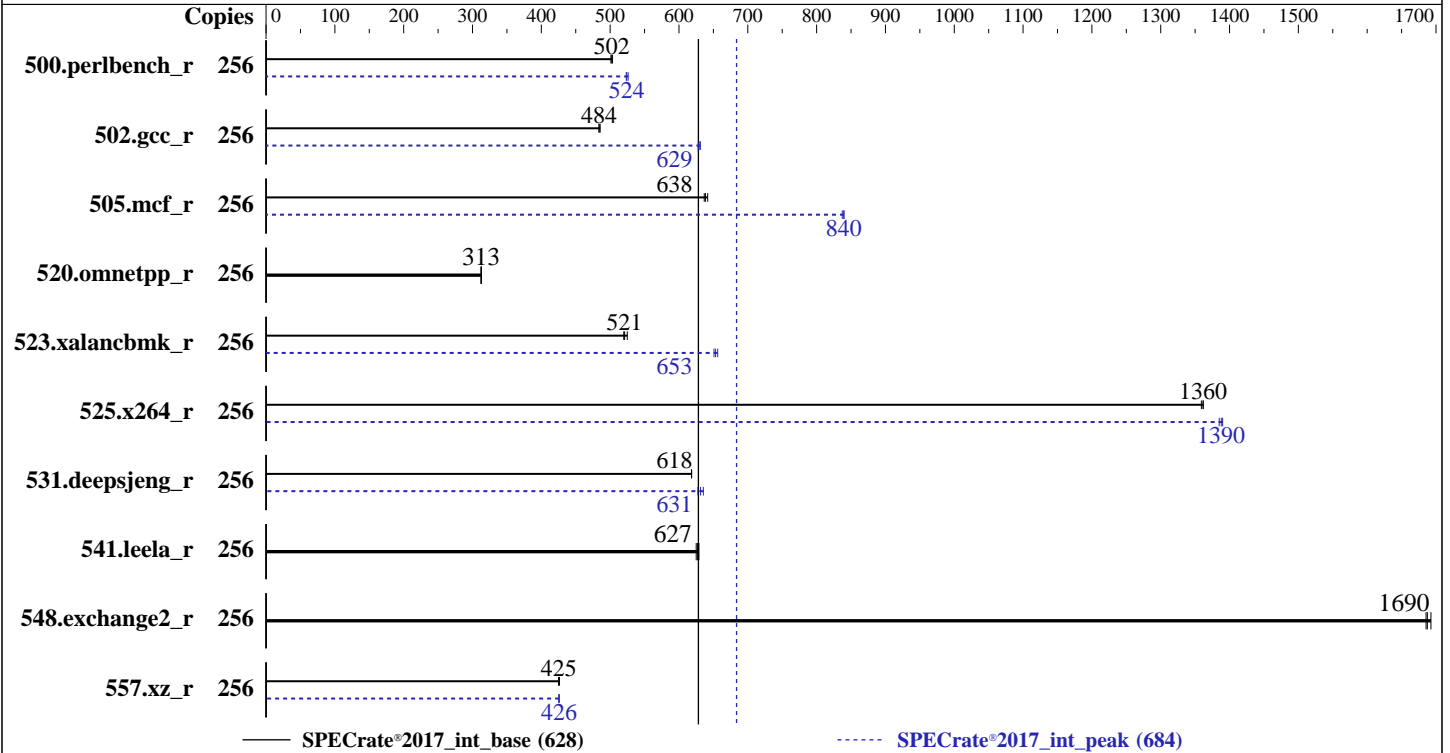 Copies 0 100 200 300 400 500 600 700 800 900 1000 1100 1200 1300 1400 1500 1700
500.perlbench_r 256 502
524
502.gcc_r 256 484
629
505.mcf_r 256 638
840
520.omnetpp_r 256 313
523.xalancbmk_r 256 521
653
525.x264_r 256 1360
1390
531.deepsjeng_r 256 618
631
541.leela_r 256 627
548.exchange2_r 256 1690
557.xz_r 256 425
426
SPECrate®2017_int_base (628) SPECrate®2017_int_peak (684)